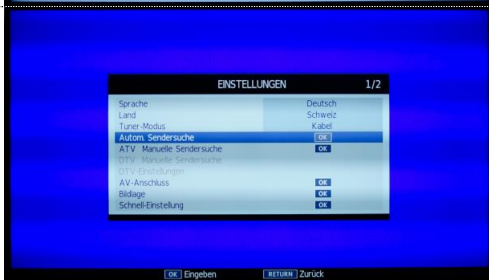 EINSTELLUNGEN 1/2
Sprache Deutsch
Land Schweiz
Tuner-Modus Kabel
Autom. Sendersuche OK
ATV Manuelle Sendersuche OK
DTV Manuelle Sendersuche
DTV-Einstellungen
AV-Anschluss OK
Bildlage OK
Schnell-Einstellung OK
OK Eingeben RETURN Zurück